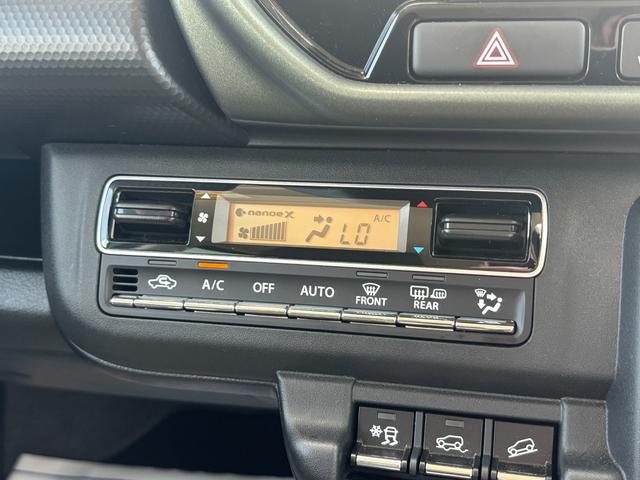 nanoeX
A/C
LO
A/C
OFF
AUTO
FRONT
REAR